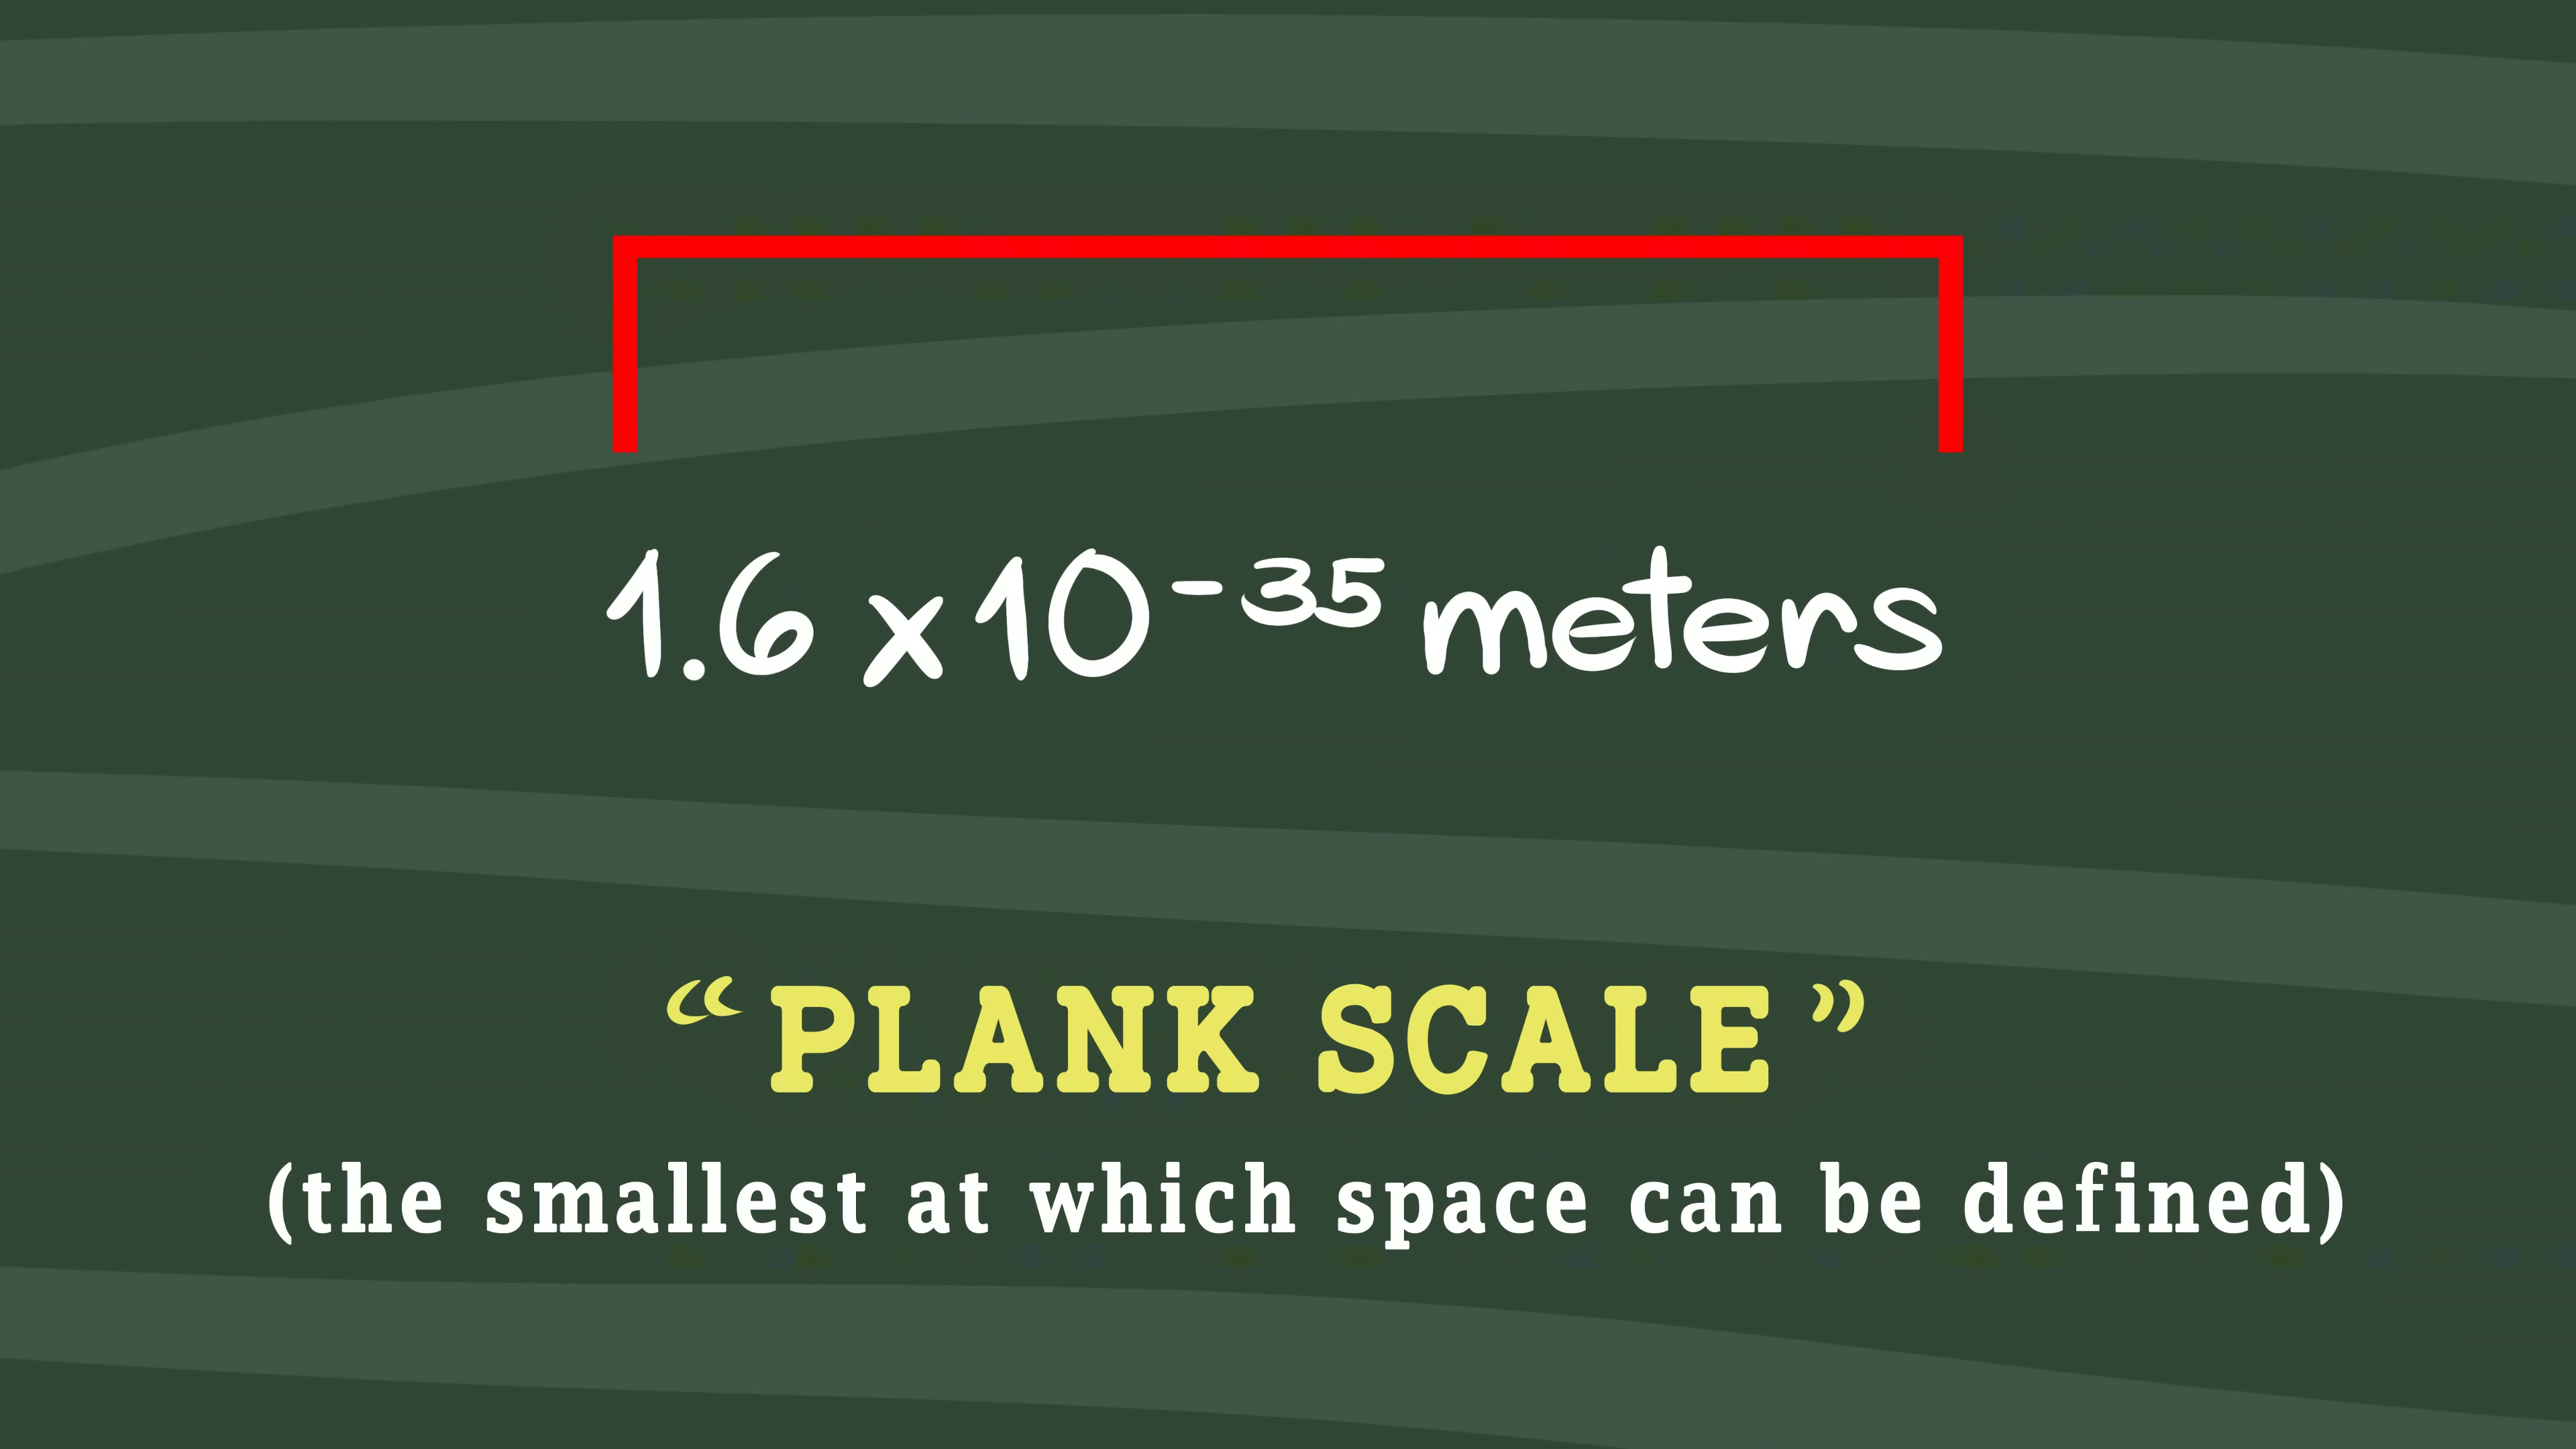 1.6 x 10⁻³⁵ meters
“PLANK SCALE”
(the smallest at which space can be defined)